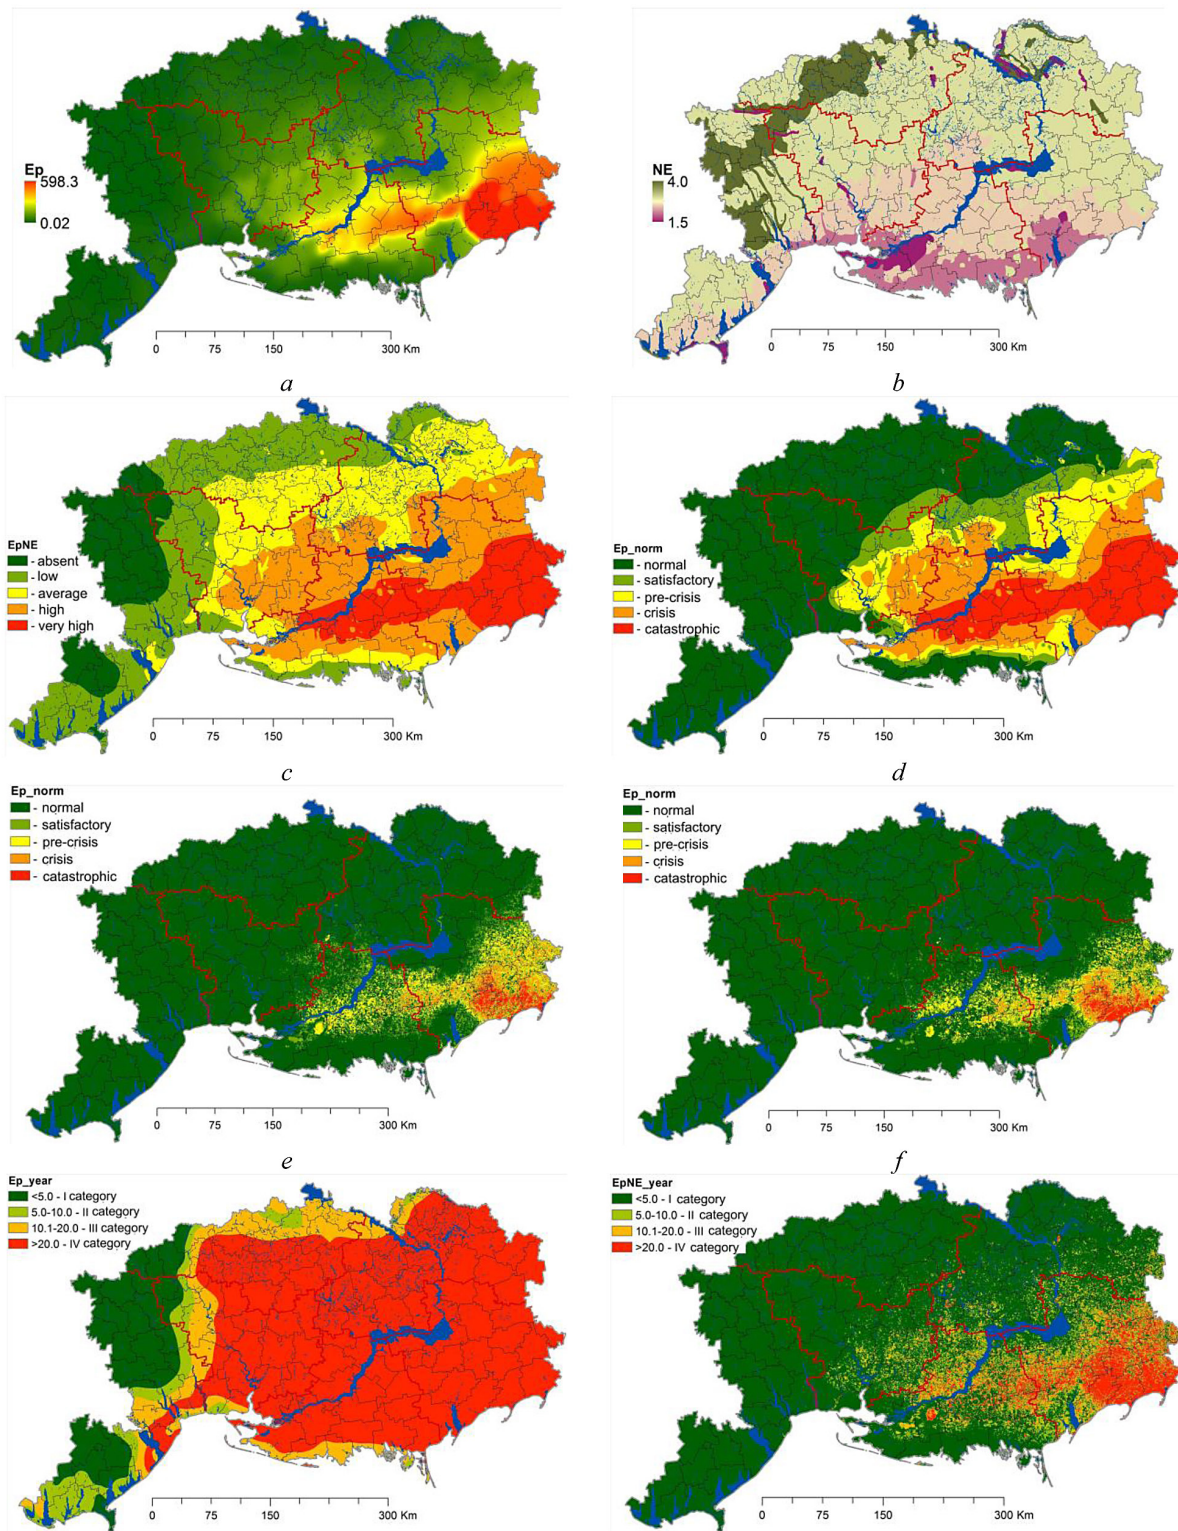 Ep
598.3
0.02
0 75 150 300 Km
a
NE
4.0
1.5
0 75 150 300 Km
b
EpNE
- absent
- low
- average
- high
- very high
0 75 150 300 Km
c
Ep_norm
- normal
- satisfactory
- pre-crisis
- crisis
- catastrophic
0 75 150 300 Km
d
Ep_norm
- normal
- satisfactory
- pre-crisis
- crisis
- catastrophic
0 75 150 300 Km
e
Ep_norm
- normal
- satisfactory
- pre-crisis
- crisis
- catastrophic
0 75 150 300 Km
f
Ep_year
<5.0 - I category
5.0-10.0 - II category
10.1-20.0 - III category
>20.0 - IV category
0 75 150 300 Km
EpNE_year
<5.0 - I category
5.0-10.0 - II category
10.1-20.0 - III category
>20.0 - IV category
0 75 150 300 Km